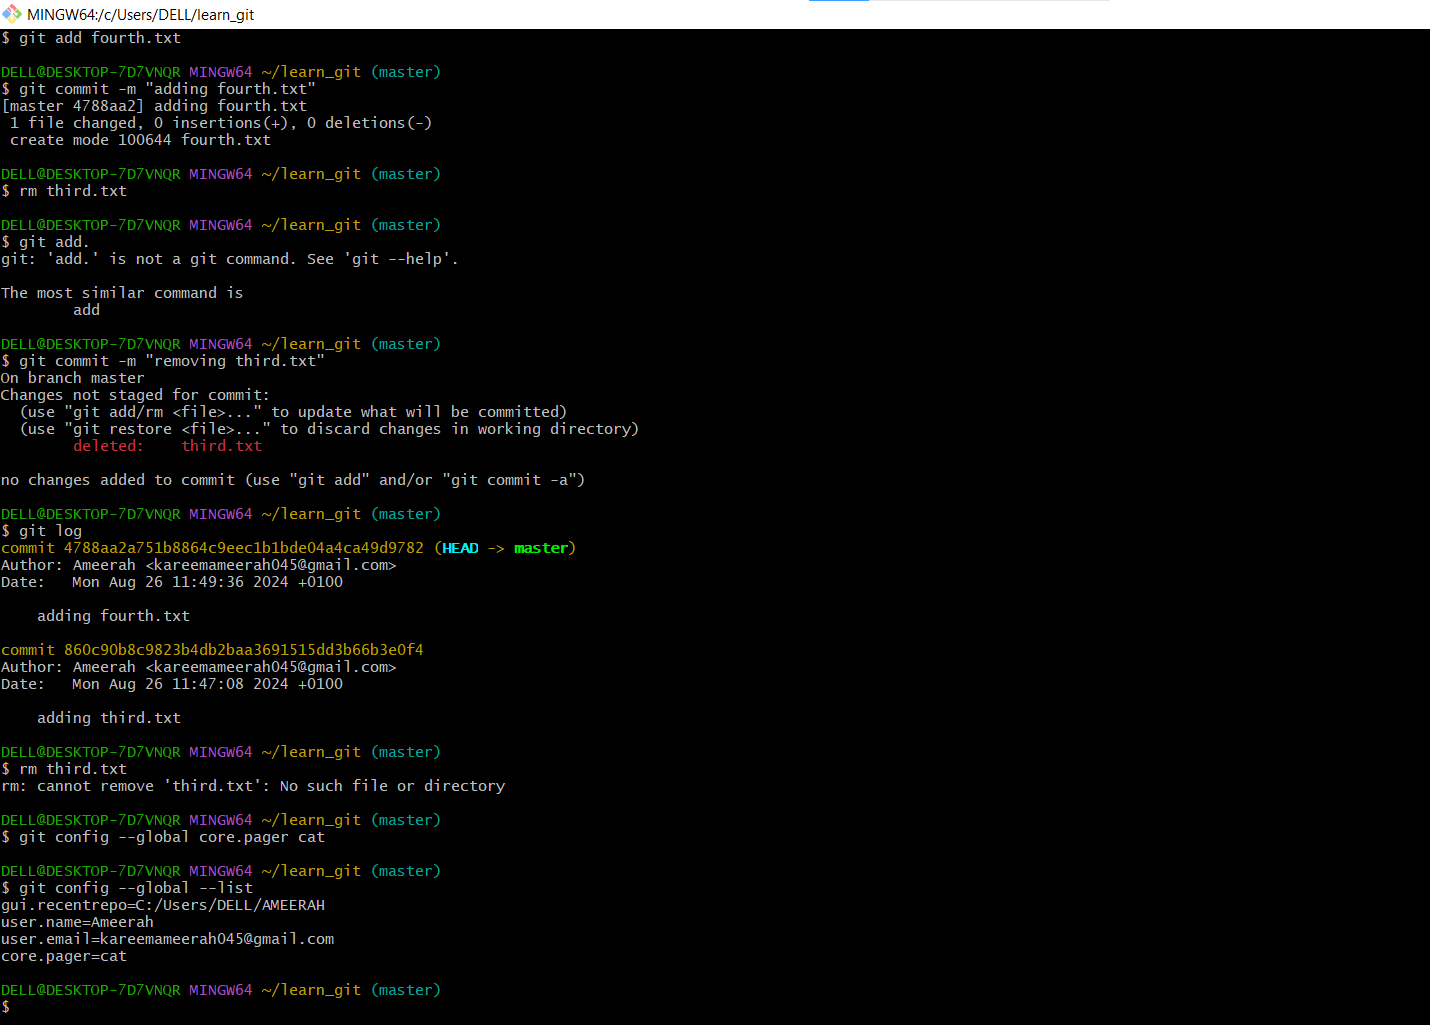 MINGW64:/c/Users/DELL/learn_git
$ git add fourth.txt
DELL@DESKTOP-7D7VNQR MINGW64 ~/learn_git (master)
$ git commit -m "adding fourth.txt"
[master 4788aa2] adding fourth.txt
 1 file changed, 0 insertions(+), 0 deletions(-)
 create mode 100644 fourth.txt
DELL@DESKTOP-7D7VNQR MINGW64 ~/learn_git (master)
$ rm third.txt
DELL@DESKTOP-7D7VNQR MINGW64 ~/learn_git (master)
$ git add.
git: 'add.' is not a git command. See 'git --help'.
The most similar command is
        add
DELL@DESKTOP-7D7VNQR MINGW64 ~/learn_git (master)
$ git commit -m "removing third.txt"
On branch master
Changes not staged for commit:
  (use "git add/rm <file>..." to update what will be committed)
  (use "git restore <file>..." to discard changes in working directory)
        deleted:    third.txt
no changes added to commit (use "git add" and/or "git commit -a")
DELL@DESKTOP-7D7VNQR MINGW64 ~/learn_git (master)
$ git log
commit 4788aa2a751b8864c9eec1b1bde04a4ca49d9782 (HEAD -> master)
Author: Ameerah <kareemameerah045@gmail.com>
Date:   Mon Aug 26 11:49:36 2024 +0100
    adding fourth.txt
commit 860c90b8c9823b4db2baa3691515dd3b66b3e0f4
Author: Ameerah <kareemameerah045@gmail.com>
Date:   Mon Aug 26 11:47:08 2024 +0100
    adding third.txt
DELL@DESKTOP-7D7VNQR MINGW64 ~/learn_git (master)
$ rm third.txt
rm: cannot remove 'third.txt': No such file or directory
DELL@DESKTOP-7D7VNQR MINGW64 ~/learn_git (master)
$ git config --global core.pager cat
DELL@DESKTOP-7D7VNQR MINGW64 ~/learn_git (master)
$ git config --global --list
gui.recentrepo=C:/Users/DELL/AMEERAH
user.name=Ameerah
user.email=kareemameerah045@gmail.com
core.pager=cat
DELL@DESKTOP-7D7VNQR MINGW64 ~/learn_git (master)
$